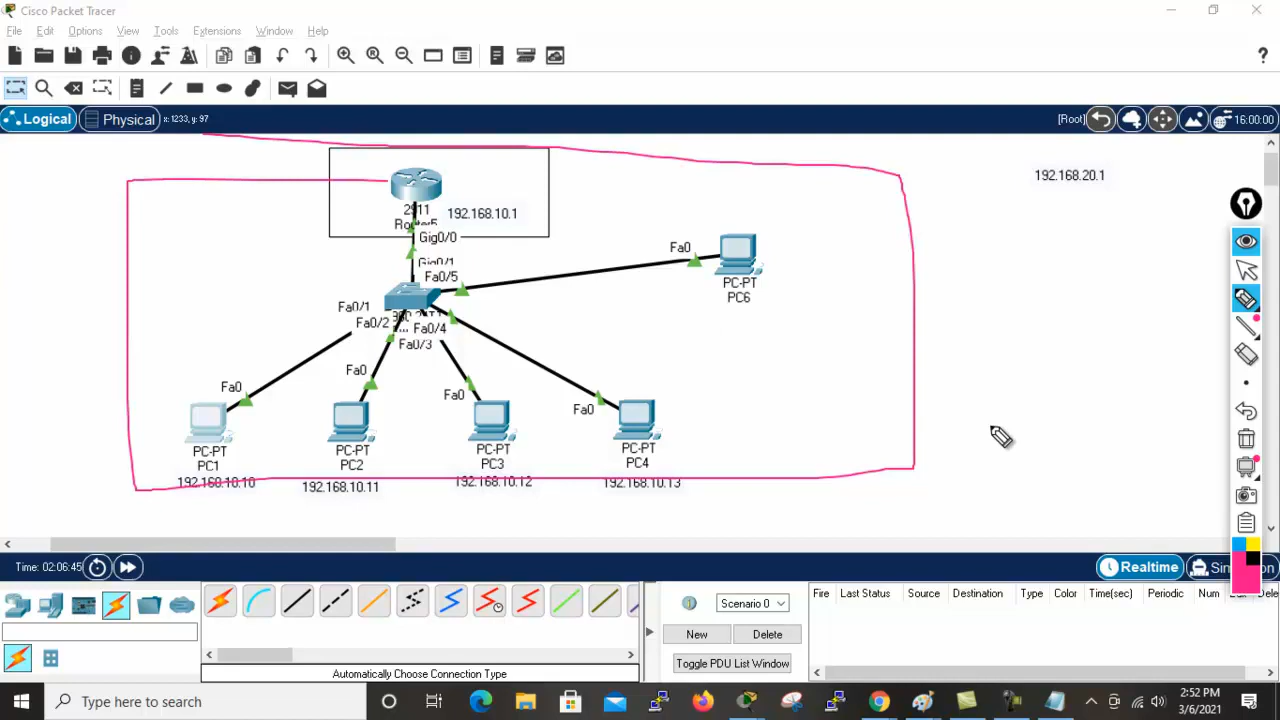 Cisco Packet Tracer
File Edit Options View Tools Extensions Window Help
Logical Physical x: 1233, y: 97 [Root] 16:00:00
192.168.20.1
2911
192.168.10.1
Gig0/0
Gig0/1
Fa0/5
Fa0
PC-PT
PC6
Fa0/1
Fa0/2
Fa0/4
Fa0/3
Fa0
Fa0
Fa0
Fa0
PC-PT
PC1
192.168.10.10
PC-PT
PC2
192.168.10.11
PC-PT
PC3
192.168.10.12
PC-PT
PC4
192.168.10.13
Time: 02:06:45 Realtime
Scenario 0
New Delete
Toggle PDU List Window
Fire Last Status Source Destination Type Color Time(sec) Periodic Num
Automatically Choose Connection Type
Type here to search
2:52 PM
3/6/2021